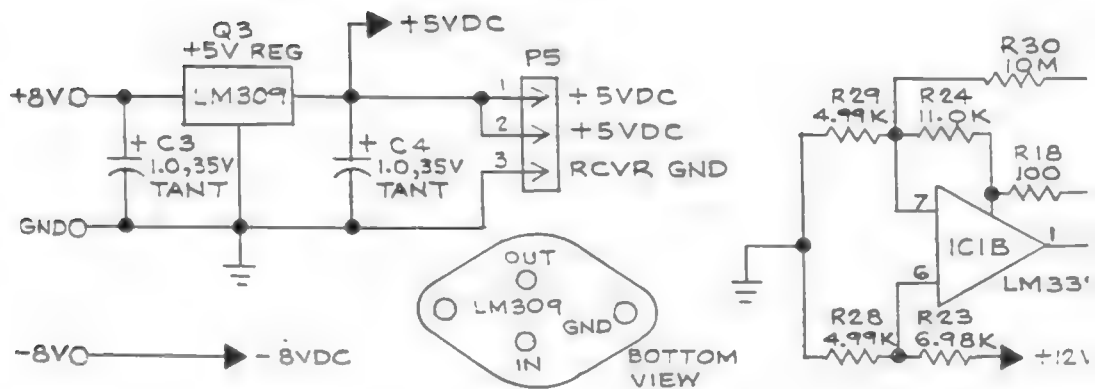 Q3
+5V REG
LM309
+8V
+5VDC
P5
1
+5VDC
2
+5VDC
3
RCVR GND
+ C3
1.0,35V
TANT
+ C4
1.0,35V
TANT
GND
-8V
-8VDC
OUT
LM309
GND
IN
BOTTOM
VIEW
R30
10M
R29
4.99K
R24
11.0K
R18
100
7
IC1B
1
6
LM33
R28
4.99K
R23
6.98K
+12V